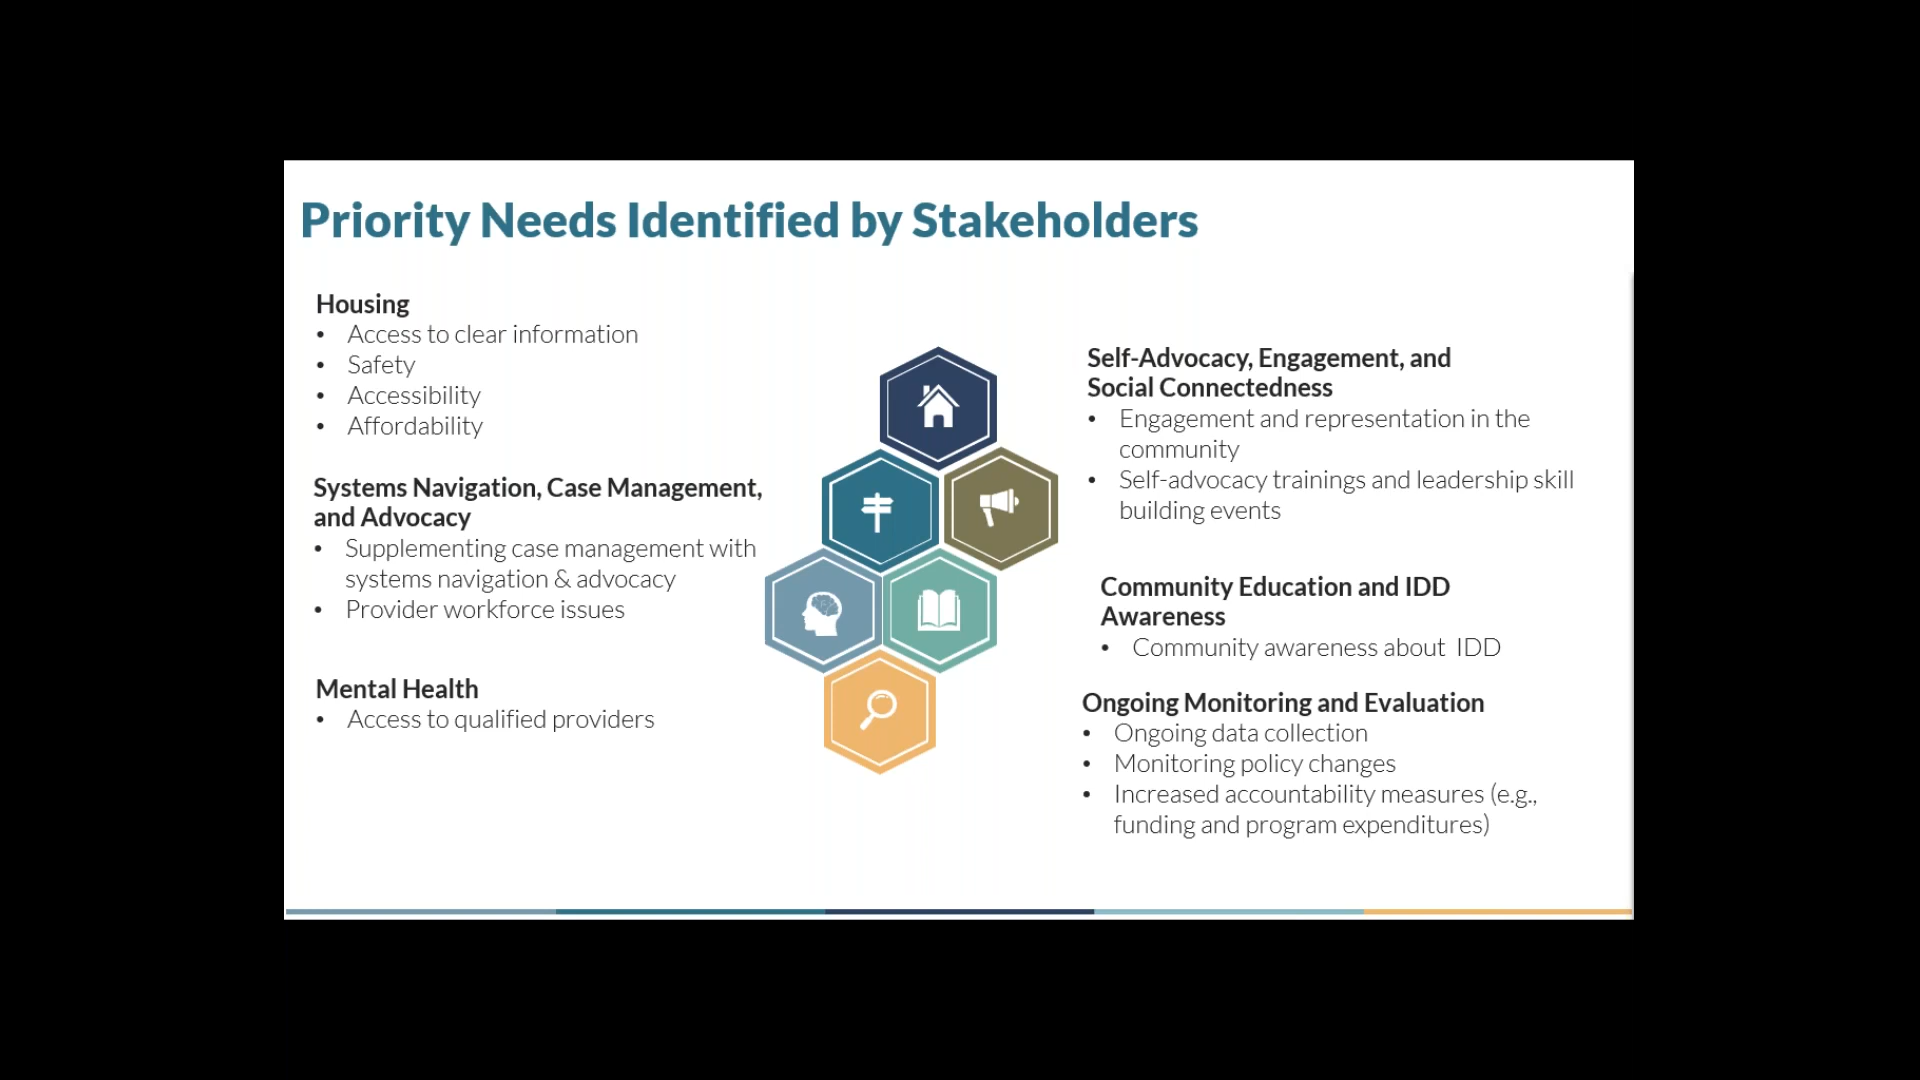 Priority Needs Identified by Stakeholders
Housing
• Access to clear information
• Safety
• Accessibility
• Affordability
Systems Navigation, Case Management,
and Advocacy
• Supplementing case management with
systems navigation & advocacy
• Provider workforce issues
Mental Health
• Access to qualified providers
Self-Advocacy, Engagement, and
Social Connectedness
• Engagement and representation in the
community
• Self-advocacy trainings and leadership skill
building events
Community Education and IDD
Awareness
• Community awareness about IDD
Ongoing Monitoring and Evaluation
• Ongoing data collection
• Monitoring policy changes
• Increased accountability measures (e.g.,
funding and program expenditures)